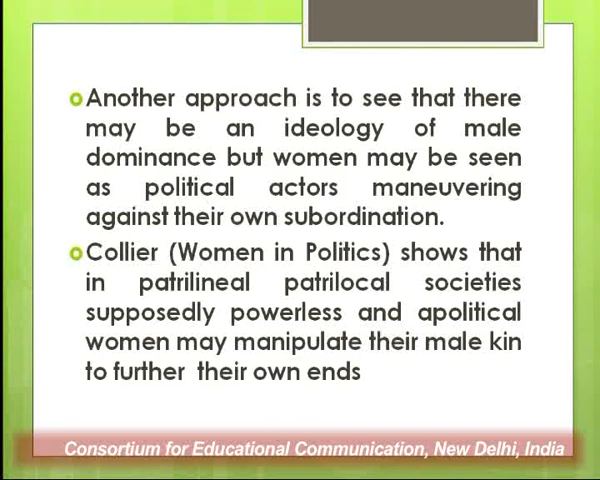 Another approach is to see that there
may be an ideology of male
dominance but women may be seen
as political actors maneuvering
against their own subordination.
Collier (Women in Politics) shows that
in patrilineal patrilocal societies
supposedly powerless and apolitical
women may manipulate their male kin
to further their own ends
Consortium for Educational Communication, New Delhi, India